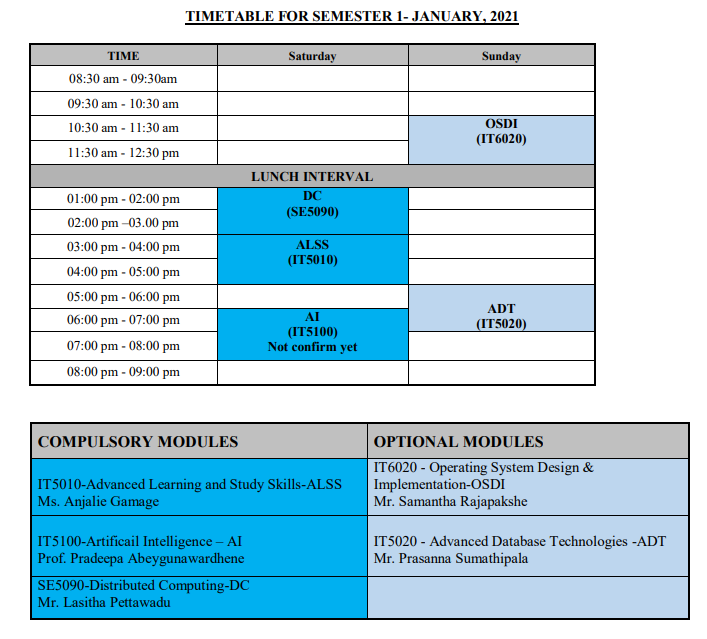 TIMETABLE FOR SEMESTER 1- JANUARY, 2021
TIME Saturday Sunday
08:30 am - 09:30am
09:30 am - 10:30 am
10:30 am - 11:30 am OSDI
(IT6020)
11:30 am - 12:30 pm
LUNCH INTERVAL
01:00 pm - 02:00 pm DC
(SE5090)
02:00 pm –03.00 pm
03:00 pm - 04:00 pm ALSS
(IT5010)
04:00 pm - 05:00 pm
05:00 pm - 06:00 pm ADT
(IT5020)
06:00 pm - 07:00 pm AI
(IT5100)
Not confirm yet
07:00 pm - 08:00 pm
08:00 pm - 09:00 pm
COMPULSORY MODULES
IT5010-Advanced Learning and Study Skills-ALSS
Ms. Anjalie Gamage
IT5100-Artificail Intelligence – AI
Prof. Pradeepa Abeygunawardhene
SE5090-Distributed Computing-DC
Mr. Lasitha Pettawadu
OPTIONAL MODULES
IT6020 - Operating System Design &
Implementation-OSDI
Mr. Samantha Rajapakshe
IT5020 - Advanced Database Technologies -ADT
Mr. Prasanna Sumathipala